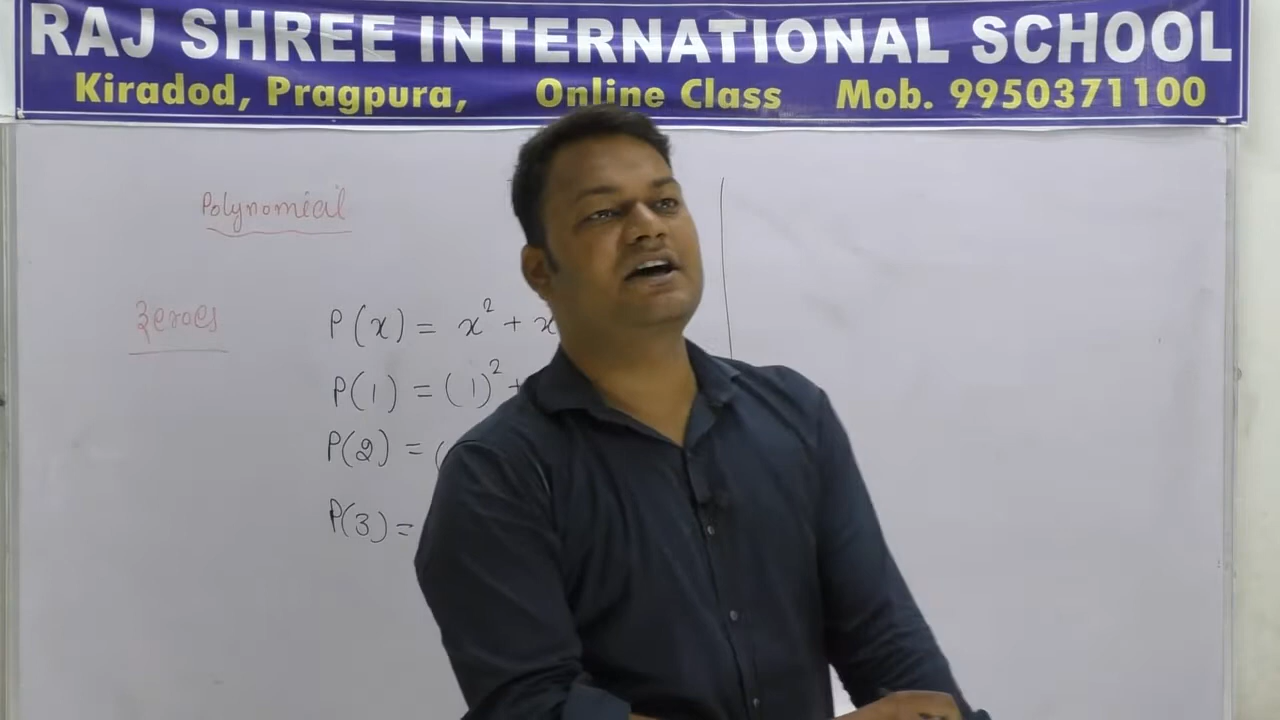 RAJ SHREE INTERNATIONAL SCHOOL
Kiradod, Pragpura, Online Class Mob. 9950371100
Polynomial
Zeroes
P(x) = x² + x
P(1) = (1)² +
P(2) = (
P(3) =